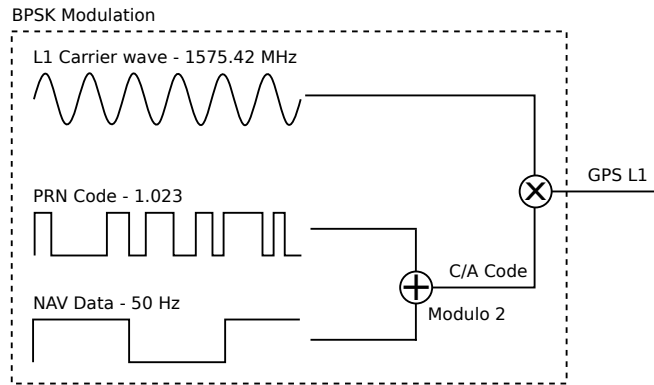 BPSK Modulation
L1 Carrier wave - 1575.42 MHz
GPS L1
PRN Code - 1.023
C/A Code
NAV Data - 50 Hz
Modulo 2